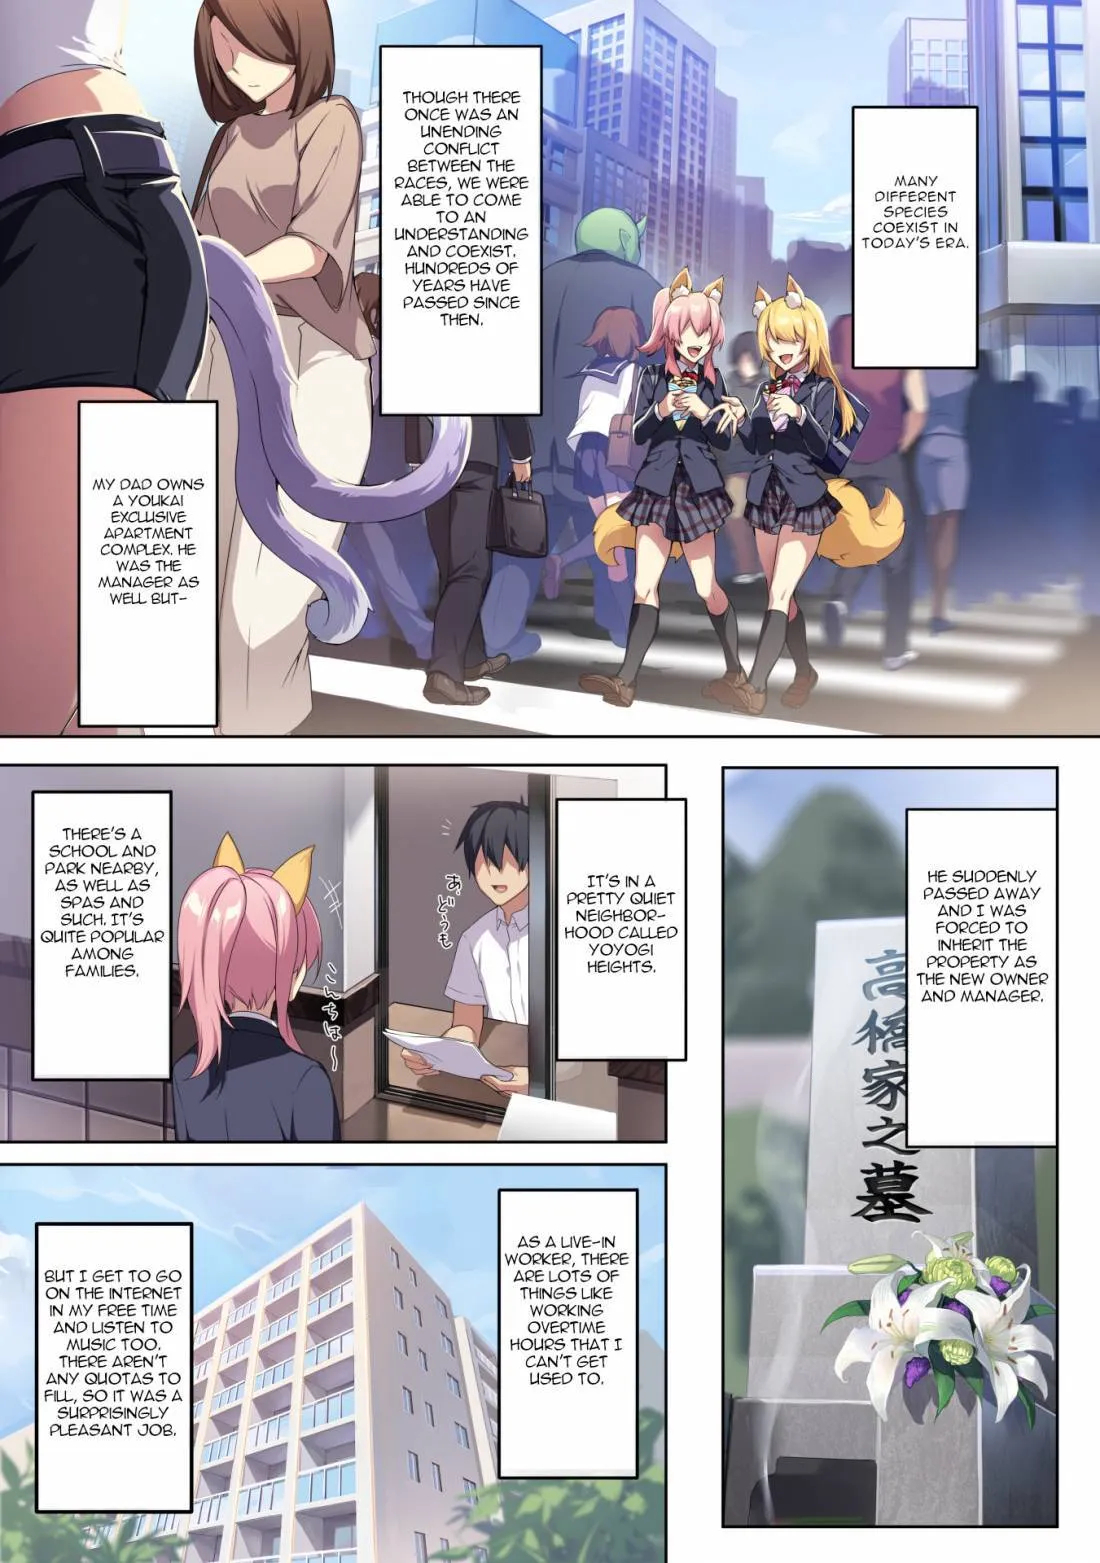 MANY
DIFFERENT
SPECIES
COEXIST IN
TODAY'S ERA.
THOUGH THERE
ONCE WAS AN
UNENDING
CONFLICT
BETWEEN THE
RACES, WE WERE
ABLE TO COME
TO AN
UNDERSTANDING
AND COEXIST.
HUNDREDS OF
YEARS HAVE
PASSED SINCE
THEN.
MY DAD OWNS
A YOUKAI
EXCLUSIVE
APARTMENT
COMPLEX. HE
WAS THE
MANAGER AS
WELL BUT-
HE SUDDENLY
PASSED AWAY
AND I WAS
FORCED TO
INHERIT THE
PROPERTY AS
THE NEW OWNER
AND MANAGER.
高橋家之墓
IT'S IN A
PRETTY QUIET
NEIGHBOR-
HOOD CALLED
YOYOGI
HEIGHTS.
あ、どうも
こんちは〜
THERE'S A
SCHOOL AND
PARK NEARBY,
AS WELL AS
SPAS AND
SUCH. IT'S
QUITE POPULAR
AMONG
FAMILIES.
AS A LIVE-IN
WORKER, THERE
ARE LOTS OF
THINGS LIKE
WORKING
OVERTIME
HOURS THAT I
CAN'T GET
USED TO.
BUT I GET TO GO
ON THE INTERNET
IN MY FREE TIME
AND LISTEN TO
MUSIC TOO.
THERE AREN'T
ANY QUOTAS TO
FILL, SO IT WAS A
SURPRISINGLY
PLEASANT JOB.